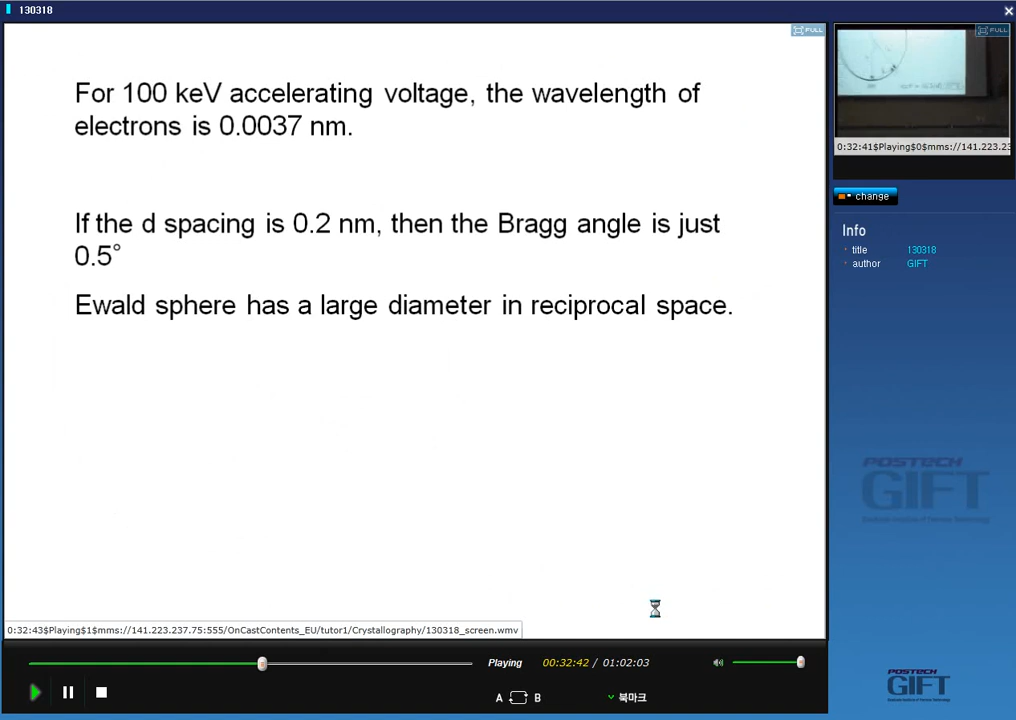 130318
FULL
FULL
For 100 keV accelerating voltage, the wavelength of
electrons is 0.0037 nm.
If the d spacing is 0.2 nm, then the Bragg angle is just
0.5°
Ewald sphere has a large diameter in reciprocal space.
0:32:41$Playing$0$mms://141.223.23
change
Info
title 130318
author GIFT
POSTECH
GIFT
0:32:43$Playing$1$mms://141.223.237.75:555/OnCastContents_EU/tutor1/Crystallography/130318_screen.wmv
Playing 00:32:42 / 01:02:03
A B 북마크
POSTECH
GIFT